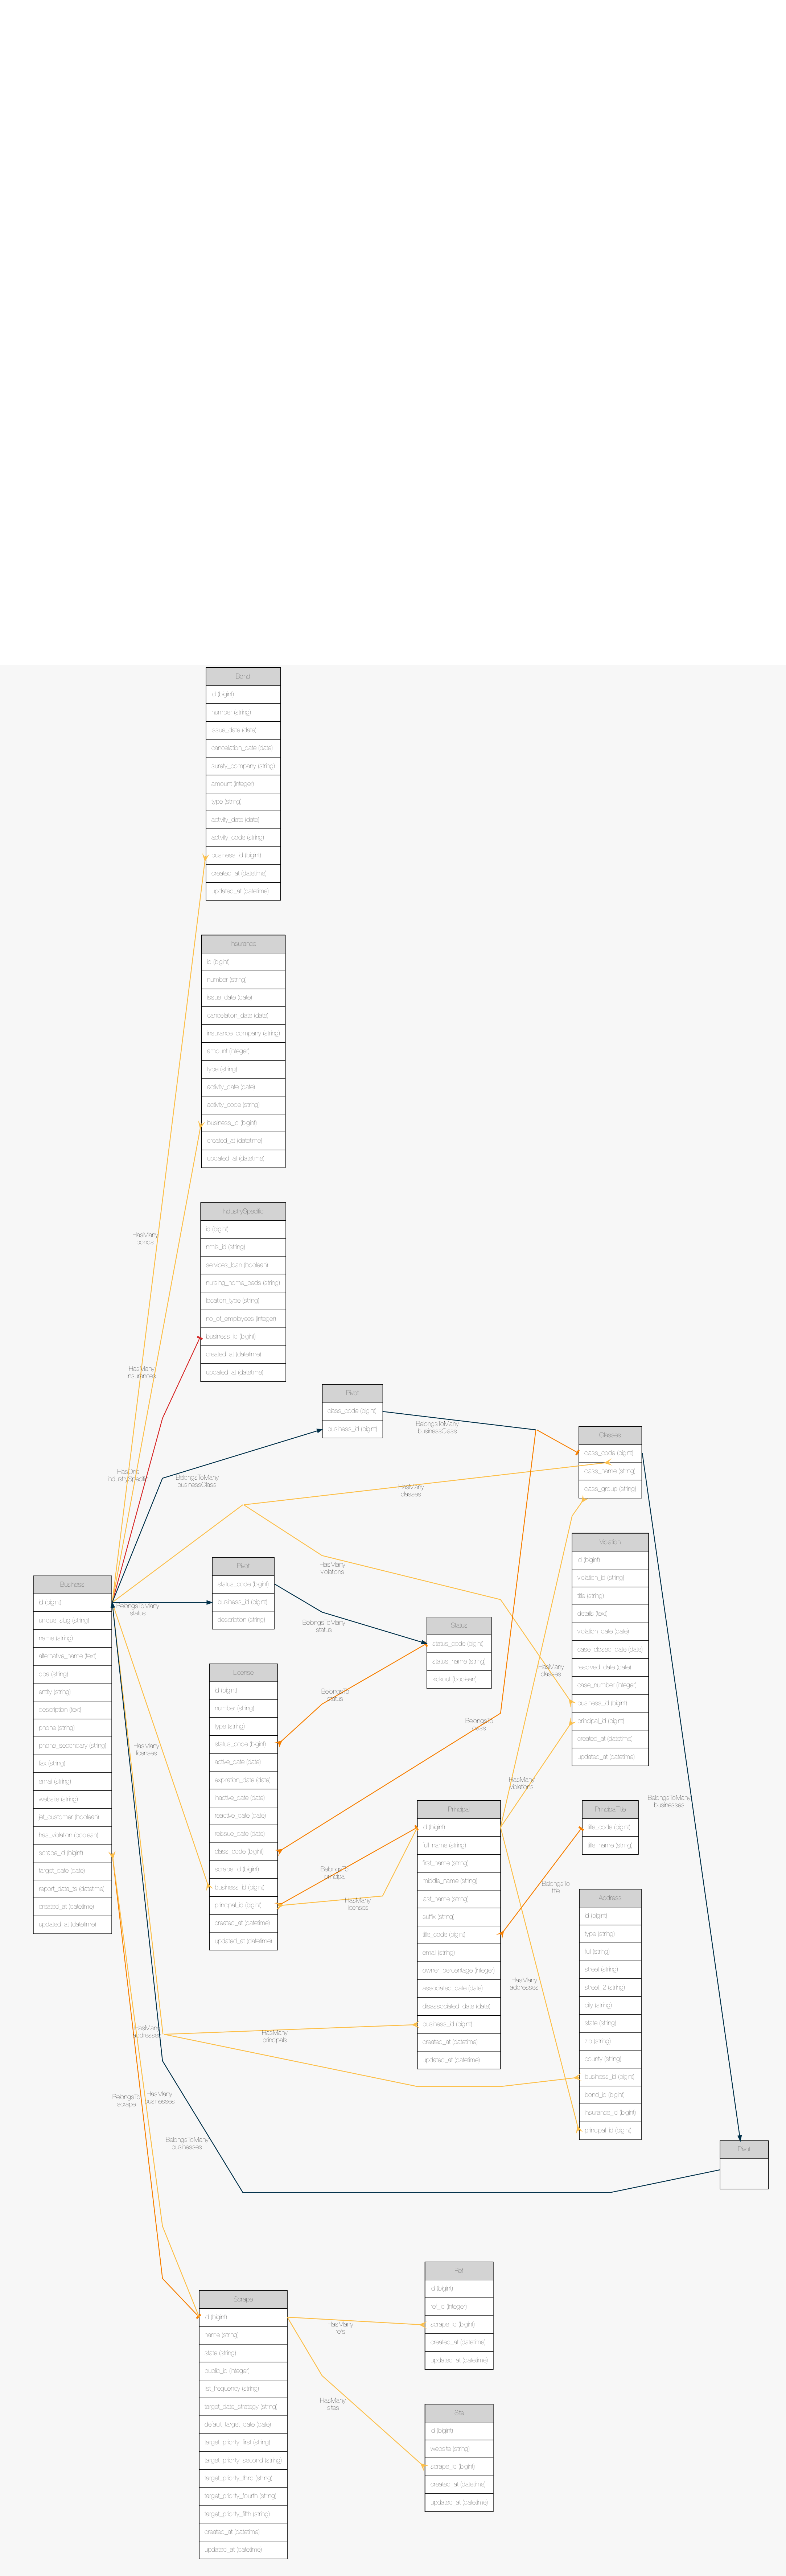 Bond
id (bigint)
number (string)
issue_date (date)
cancellation_date (date)
surety_company (string)
amount (integer)
type (string)
activity_date (date)
activity_code (string)
business_id (bigint)
created_at (datetime)
updated_at (datetime)
Insurance
id (bigint)
number (string)
issue_date (date)
cancellation_date (date)
insurance_company (string)
amount (integer)
type (string)
activity_date (date)
activity_code (string)
business_id (bigint)
created_at (datetime)
updated_at (datetime)
HasMany
bonds
IndustrySpecific
id (bigint)
hmls_id (string)
services_loan (boolean)
nursing_home_beds (string)
location_type (string)
no_of_employees (integer)
business_id (bigint)
created_at (datetime)
updated_at (datetime)
HasMany
insurances
HasOne
industrySpecific
Pivot
class_code (bigint)
business_id (bigint)
BelongsToMany
businessClass
BelongsToMany
businessClass
Classes
class_code (bigint)
class_name (string)
class_group (string)
HasMany
classes
HasMany
violations
Violation
id (bigint)
violation_id (string)
title (string)
details (text)
violation_date (date)
case_closed_date (date)
resolved_date (date)
case_number (integer)
business_id (bigint)
principal_id (bigint)
created_at (datetime)
updated_at (datetime)
Business
id (bigint)
unique_slug (string)
name (string)
alternative_name (text)
dba (string)
entity (string)
description (text)
phone (string)
phone_secondary (string)
fax (string)
email (string)
website (string)
has_violation (boolean)
scrape_id (bigint)
target_date (date)
report_data_ts (datetime)
created_at (datetime)
updated_at (datetime)
BelongsToMany
status
Pivot
status_code (bigint)
business_id (bigint)
description (string)
BelongsToMany
status
Status
status_code (bigint)
status_name (string)
kickout (boolean)
License
id (bigint)
number (string)
type (string)
status_code (bigint)
active_date (date)
expiration_date (date)
inactive_date (date)
reactive_date (date)
reissue_date (date)
class_code (bigint)
scrape_id (bigint)
business_id (bigint)
principal_id (bigint)
created_at (datetime)
updated_at (datetime)
HasMany
licenses
BelongsTo
status
BelongsTo
class
HasMany
classes
HasMany
violations
BelongsToMany
businesses
BelongsTo
principal
HasMany
licenses
Principal
id (bigint)
full_name (string)
first_name (string)
middle_name (string)
last_name (string)
suffix (string)
title_code (bigint)
email (string)
owner_percentage (integer)
associated_date (date)
deassociated_date (date)
business_id (bigint)
created_at (datetime)
updated_at (datetime)
PrincipalTitle
title_code (bigint)
title_name (string)
BelongsTo
title
HasMany
addresses
Address
id (bigint)
type (string)
full (string)
street (string)
street_2 (string)
city (string)
state (string)
zip (string)
county (string)
business_id (bigint)
bond_id (bigint)
insurance_id (bigint)
principal_id (bigint)
HasMany
addresses
HasMany
principals
BelongsTo
scrape
HasMany
businesses
BelongsToMany
businesses
Pivot
Scrape
id (bigint)
name (string)
state (string)
public_id (integer)
list_frequency (string)
target_date_strategy (string)
default_target_date (date)
target_priority_first (string)
target_priority_second (string)
target_priority_third (string)
target_priority_fourth (string)
target_priority_fifth (string)
created_at (datetime)
updated_at (datetime)
HasMany
refs
HasMany
sites
Ref
id (bigint)
ref_id (integer)
scrape_id (bigint)
created_at (datetime)
updated_at (datetime)
Site
id (bigint)
website (string)
scrape_id (bigint)
created_at (datetime)
updated_at (datetime)